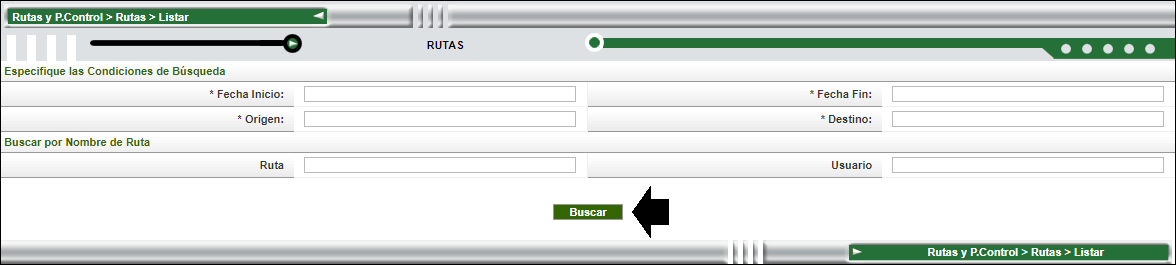 Rutas y P.Control > Rutas > Listar
RUTAS
Especifique las Condiciones de Búsqueda
* Fecha Inicio:
* Fecha Fin:
* Origen:
* Destino:
Buscar por Nombre de Ruta
Ruta
Usuario
Buscar
Rutas y P.Control > Rutas > Listar